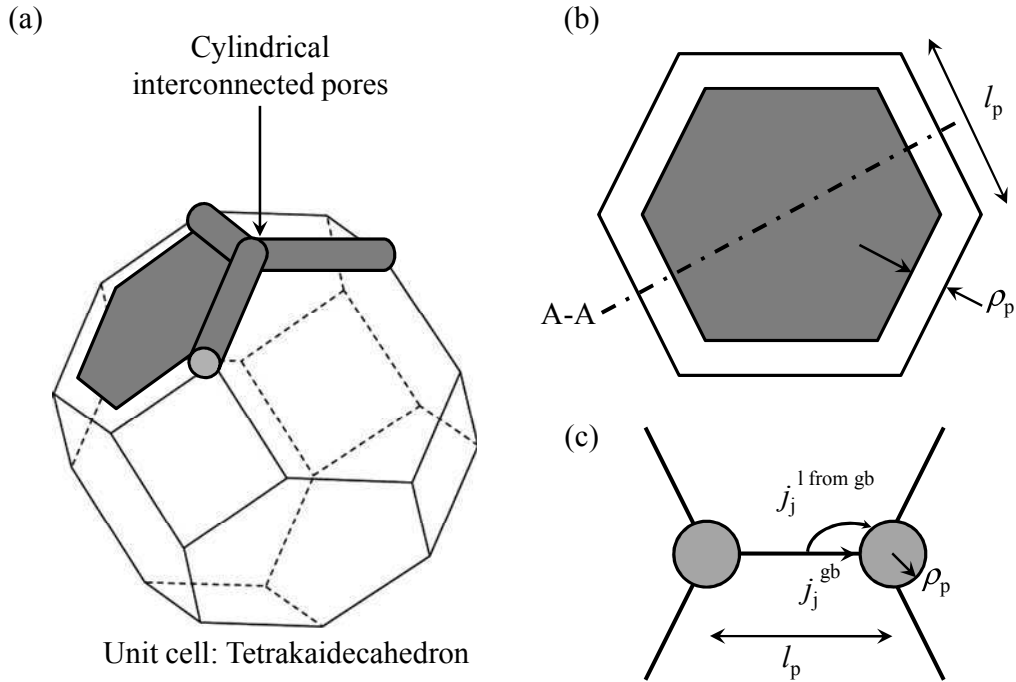 (a)
Cylindrical
interconnected pores
Unit cell: Tetrakaidecahedron
(b)
l_p
A-A
ρ_p
(c)
j_j^{l from gb}
j_j^{gb}
ρ_p
l_p